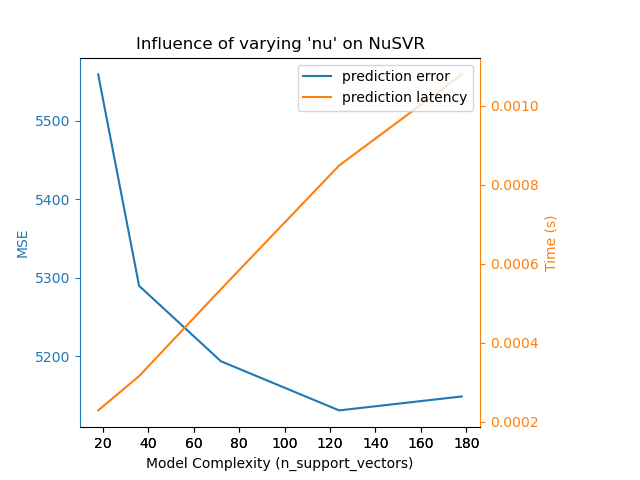 Influence of varying 'nu' on NuSVR
prediction error
prediction latency
5500
5400
5300
5200
MSE
0.0010
0.0008
0.0006
0.0004
0.0002
Time (s)
20 40 60 80 100 120 140 160 180
Model Complexity (n_support_vectors)